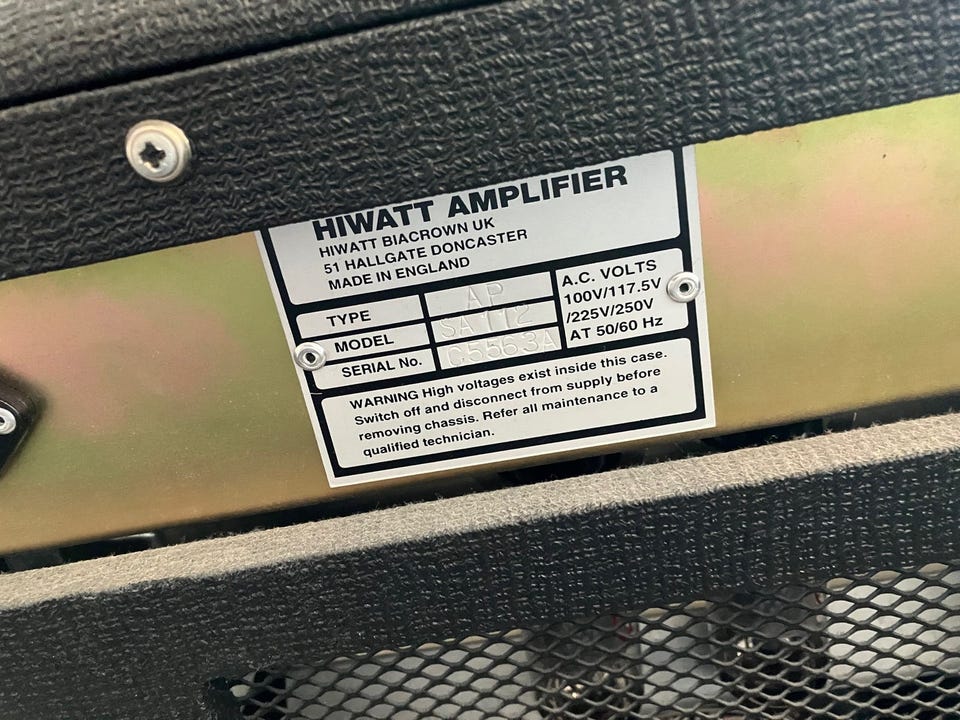 HIWATT AMPLIFIER
HIWATT BIACROWN UK
51 HALLGATE DONCASTER
MADE IN ENGLAND
TYPE AP
MODEL SA112
SERIAL No. C5563A
A.C. VOLTS
100V/117.5V
/225V/250V
AT 50/60 Hz
WARNING High voltages exist inside this case.
Switch off and disconnect from supply before
removing chassis. Refer all maintenance to a
qualified technician.